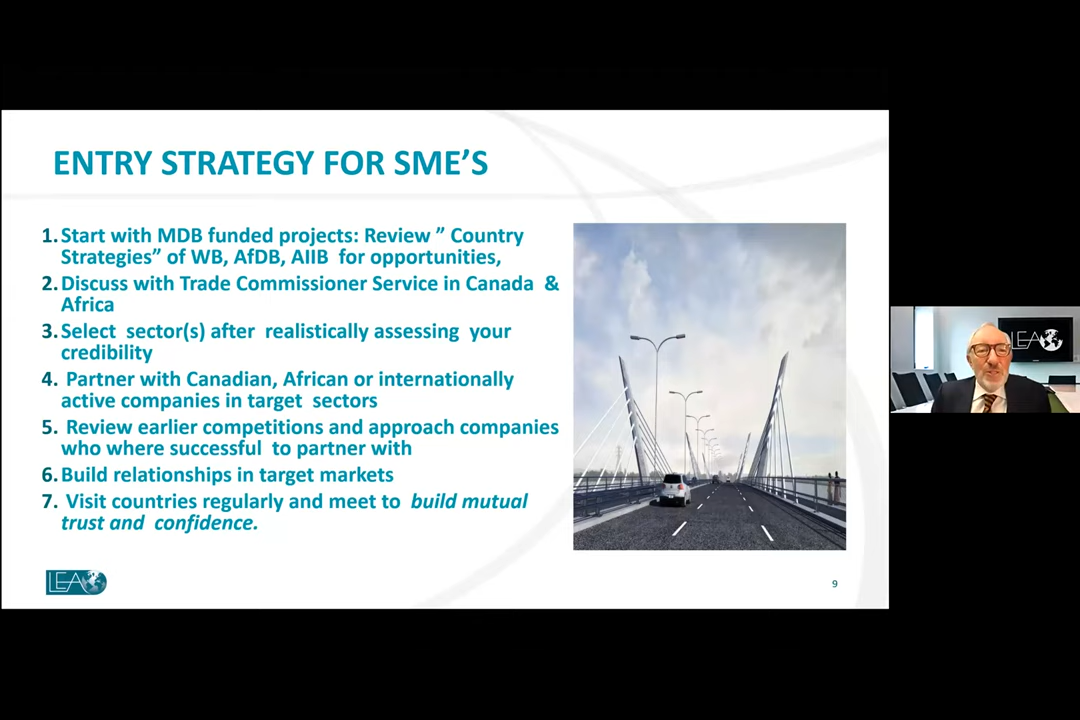 ENTRY STRATEGY FOR SME’S
1. Start with MDB funded projects: Review ” Country
Strategies” of WB, AfDB, AIIB for opportunities,
2. Discuss with Trade Commissioner Service in Canada &
Africa
3. Select sector(s) after realistically assessing your
credibility
4. Partner with Canadian, African or internationally
active companies in target sectors
5. Review earlier competitions and approach companies
who where successful to partner with
6. Build relationships in target markets
7. Visit countries regularly and meet to build mutual
trust and confidence.
LEA
9
LEA